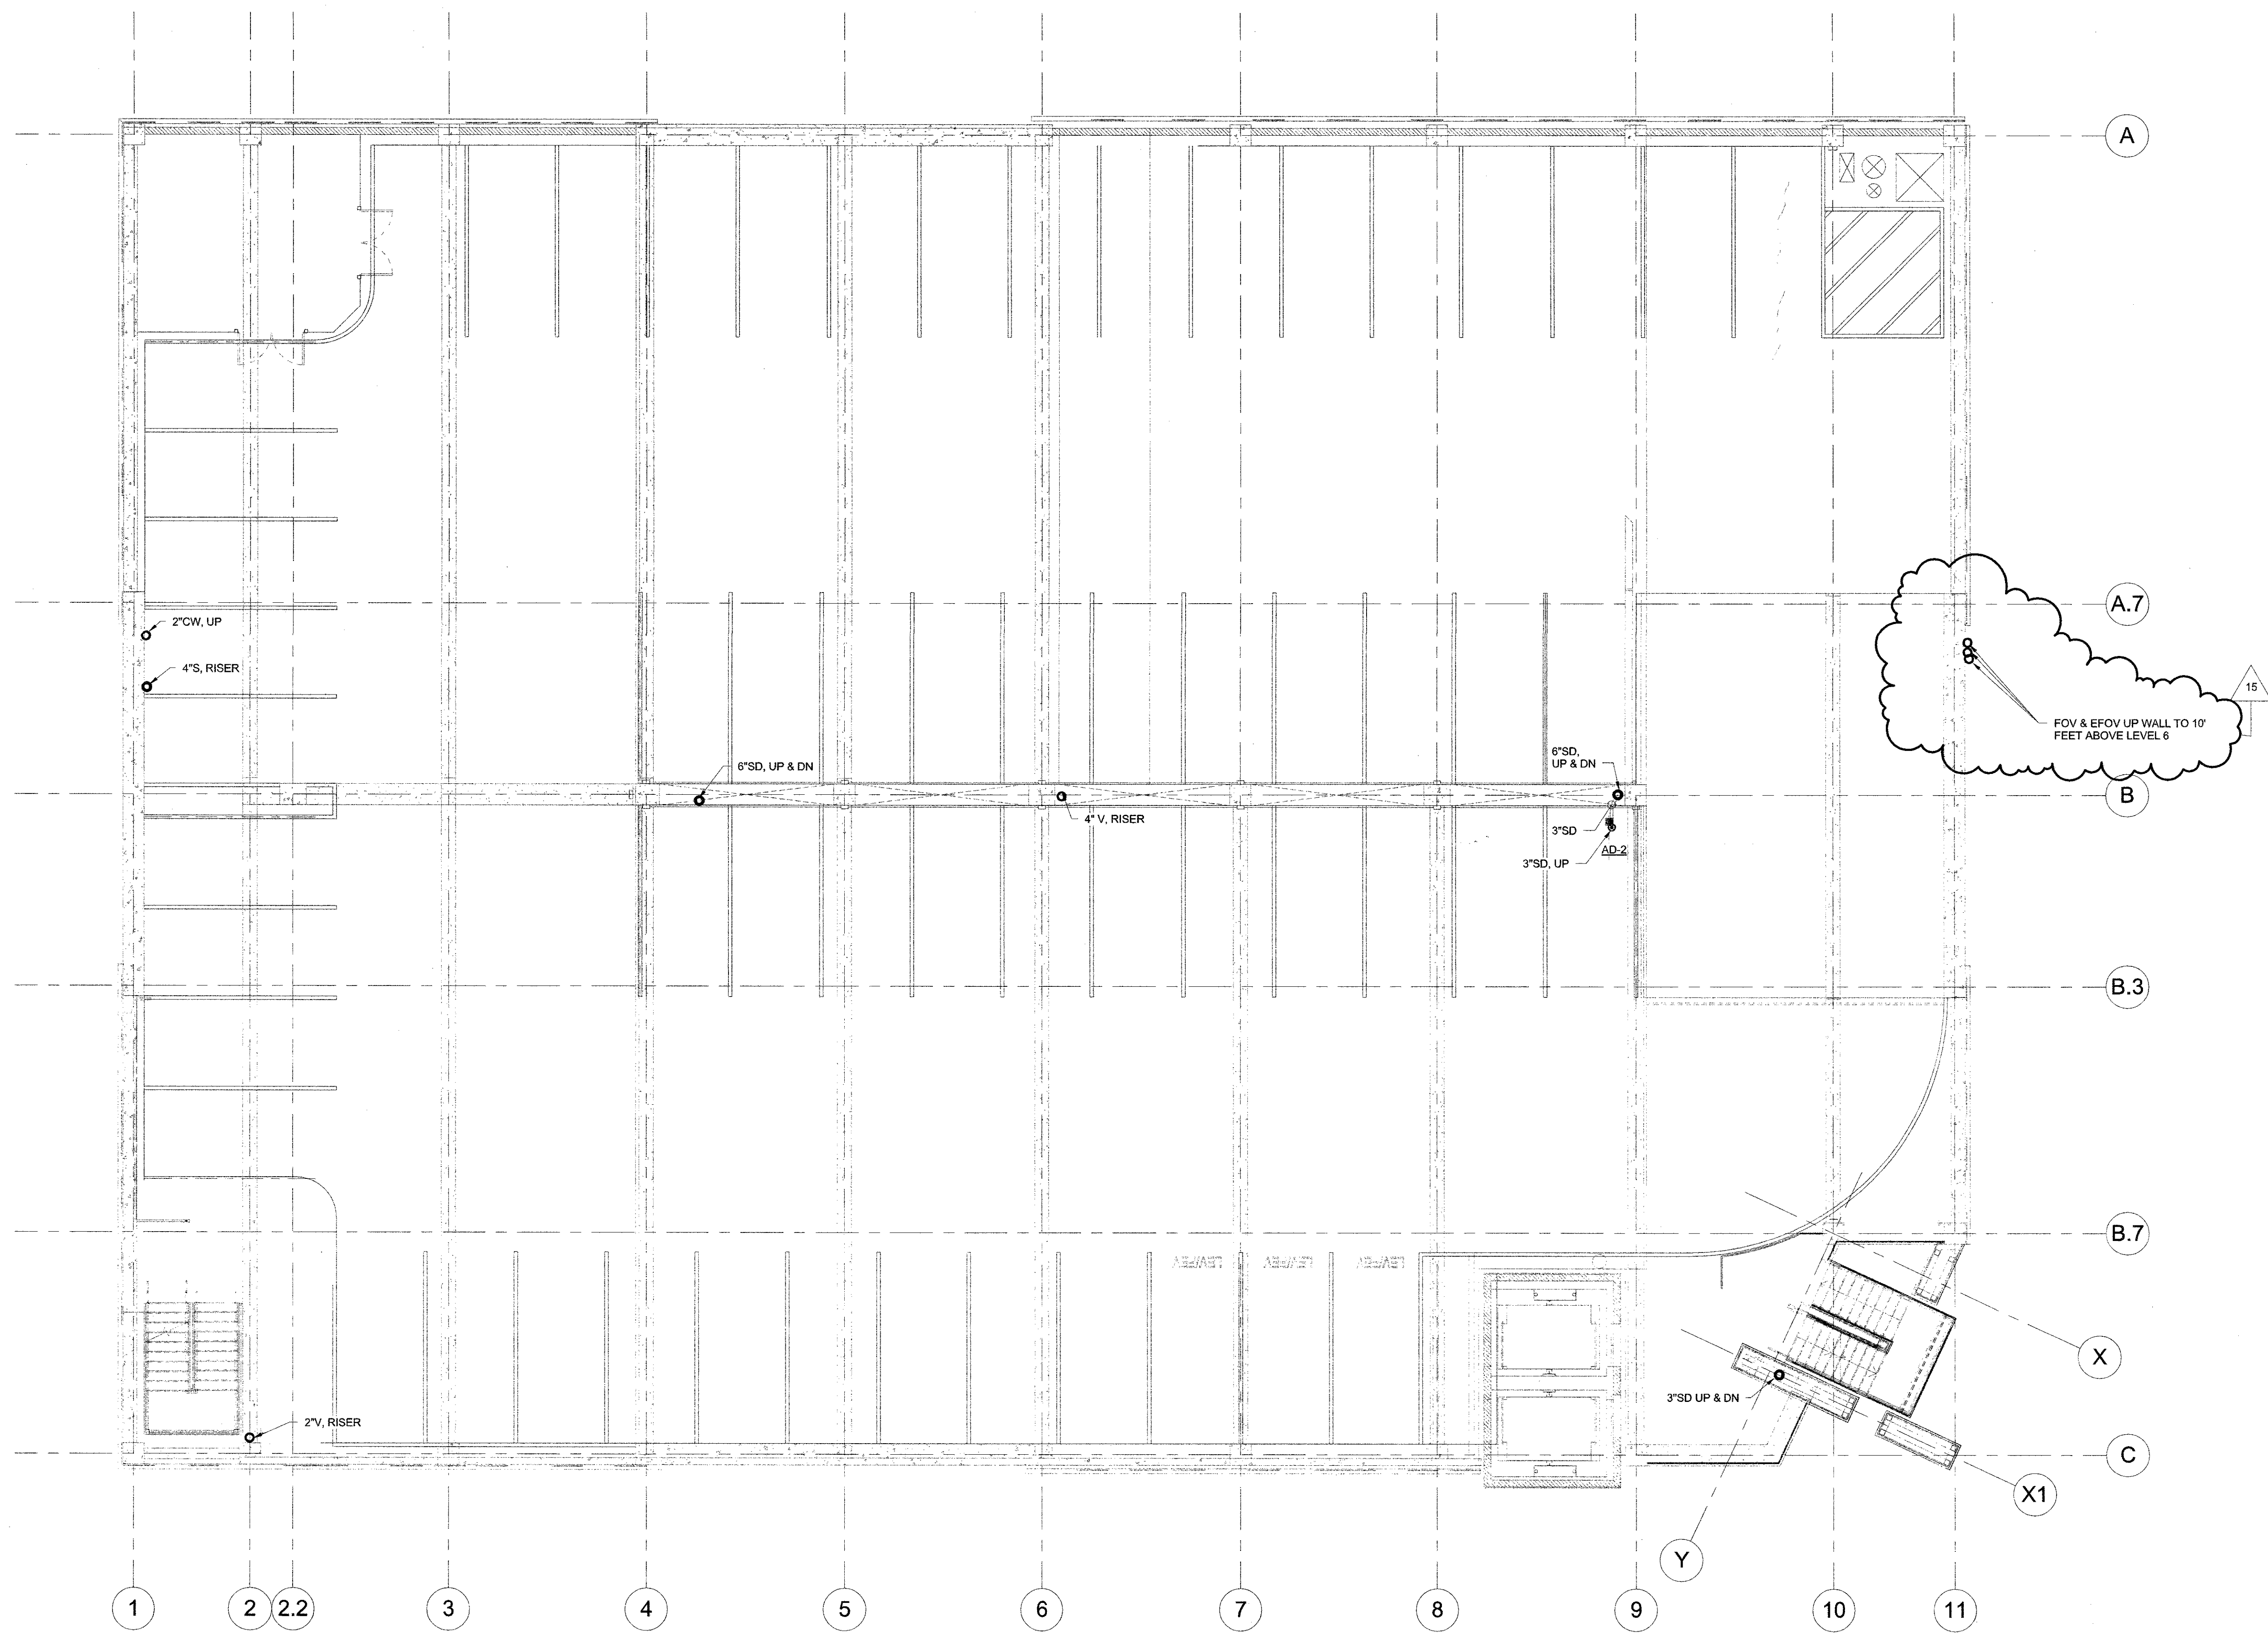 A
A.7
2"CW, UP
4"S, RISER
15
FOV & EFOV UP WALL TO 10'
FEET ABOVE LEVEL 6
6"SD, UP & DN
6"SD,
UP & DN
B
4" V, RISER
3"SD
AD-2
3"SD, UP
B.3
B.7
X
3"SD UP & DN
2"V, RISER
C
X1
Y
1
2
2.2
3
4
5
6
7
8
9
10
11